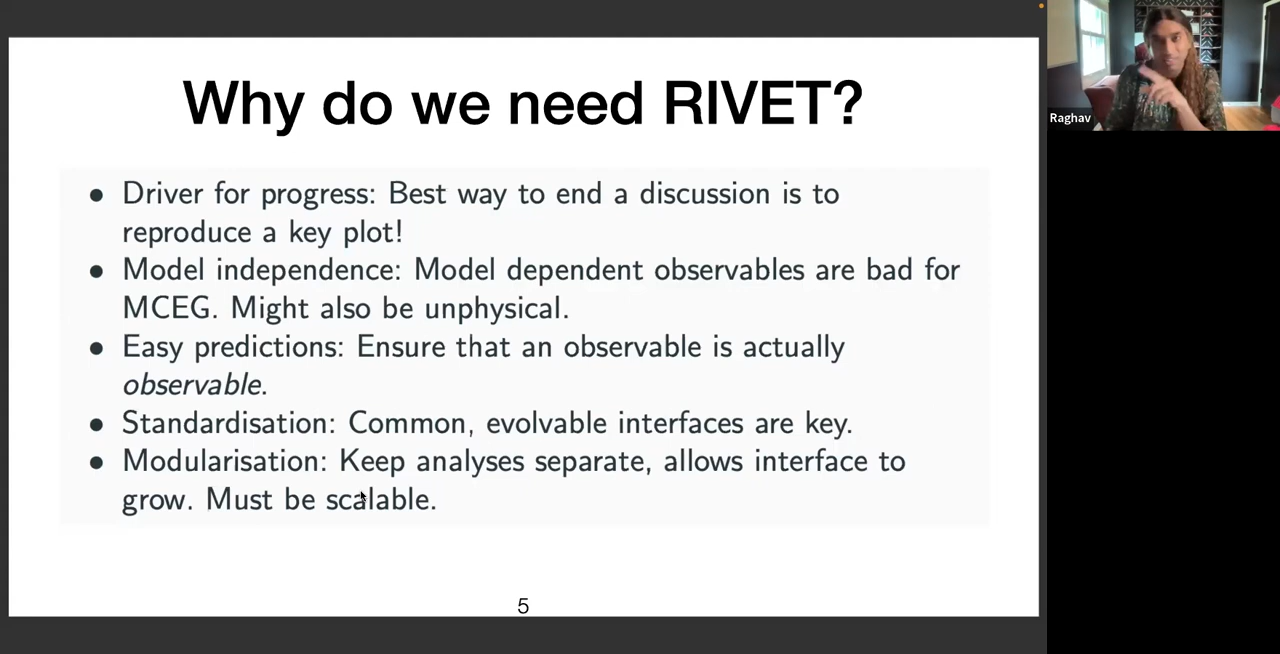 Why do we need RIVET?
● Driver for progress: Best way to end a discussion is to
reproduce a key plot!
● Model independence: Model dependent observables are bad for
MCEG. Might also be unphysical.
● Easy predictions: Ensure that an observable is actually
observable.
● Standardisation: Common, evolvable interfaces are key.
● Modularisation: Keep analyses separate, allows interface to
grow. Must be scalable.
5
Raghav